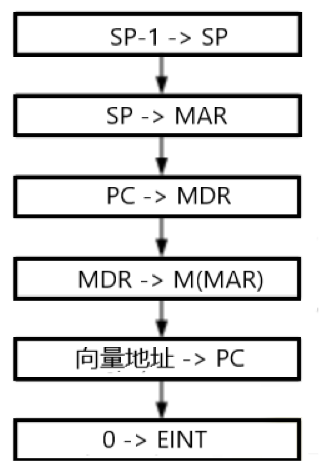 SP-1 -> SP
SP -> MAR
PC -> MDR
MDR -> M(MAR)
向量地址 -> PC
0 -> EINT